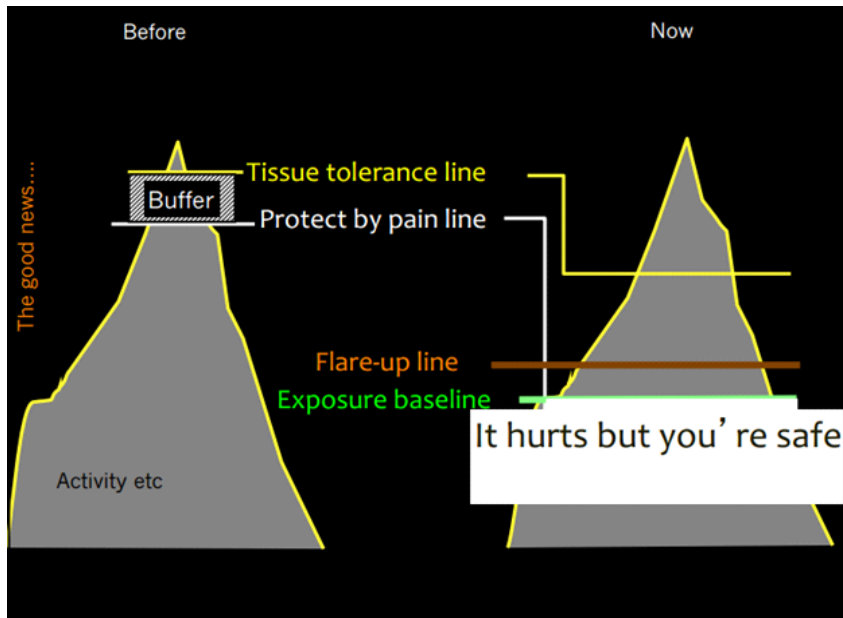 Before
Now
The good news....
Tissue tolerance line
Buffer
Protect by pain line
Flare-up line
Exposure baseline
It hurts but you’ re safe
Activity etc